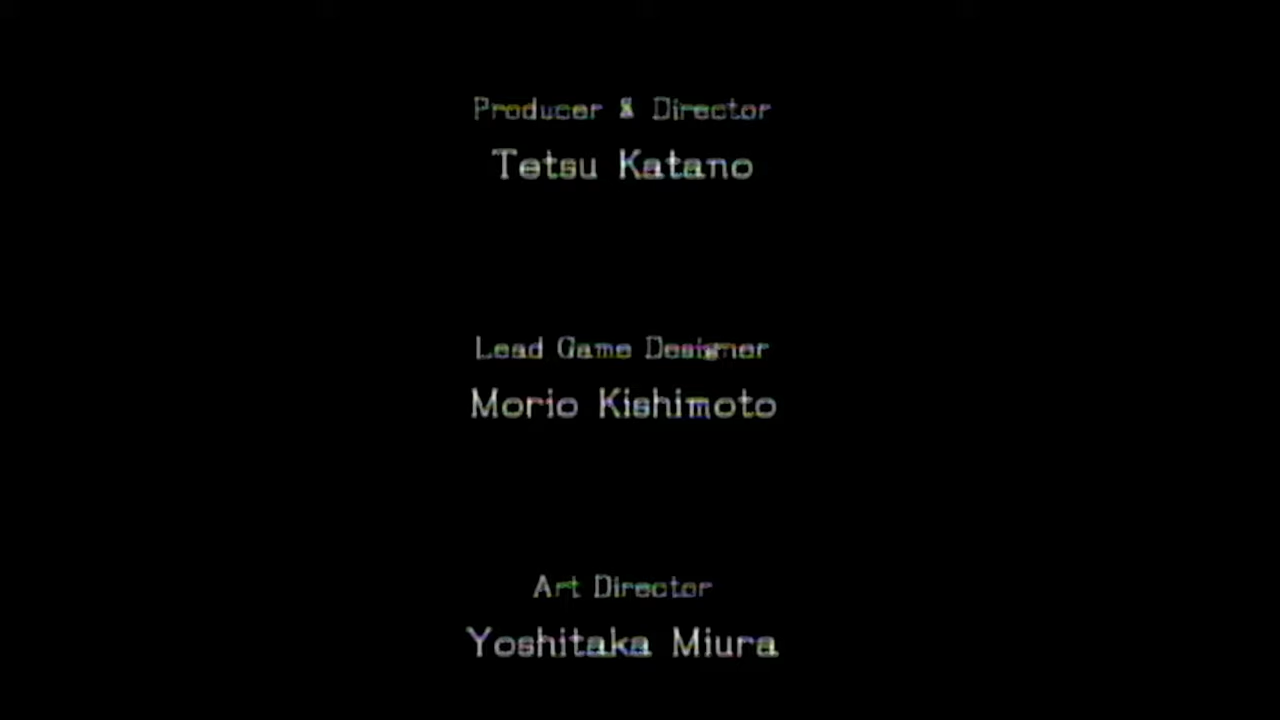 Producer & Director
Tetsu Katano
Lead Game Designer
Morio Kishimoto
Art Director
Yoshitaka Miura